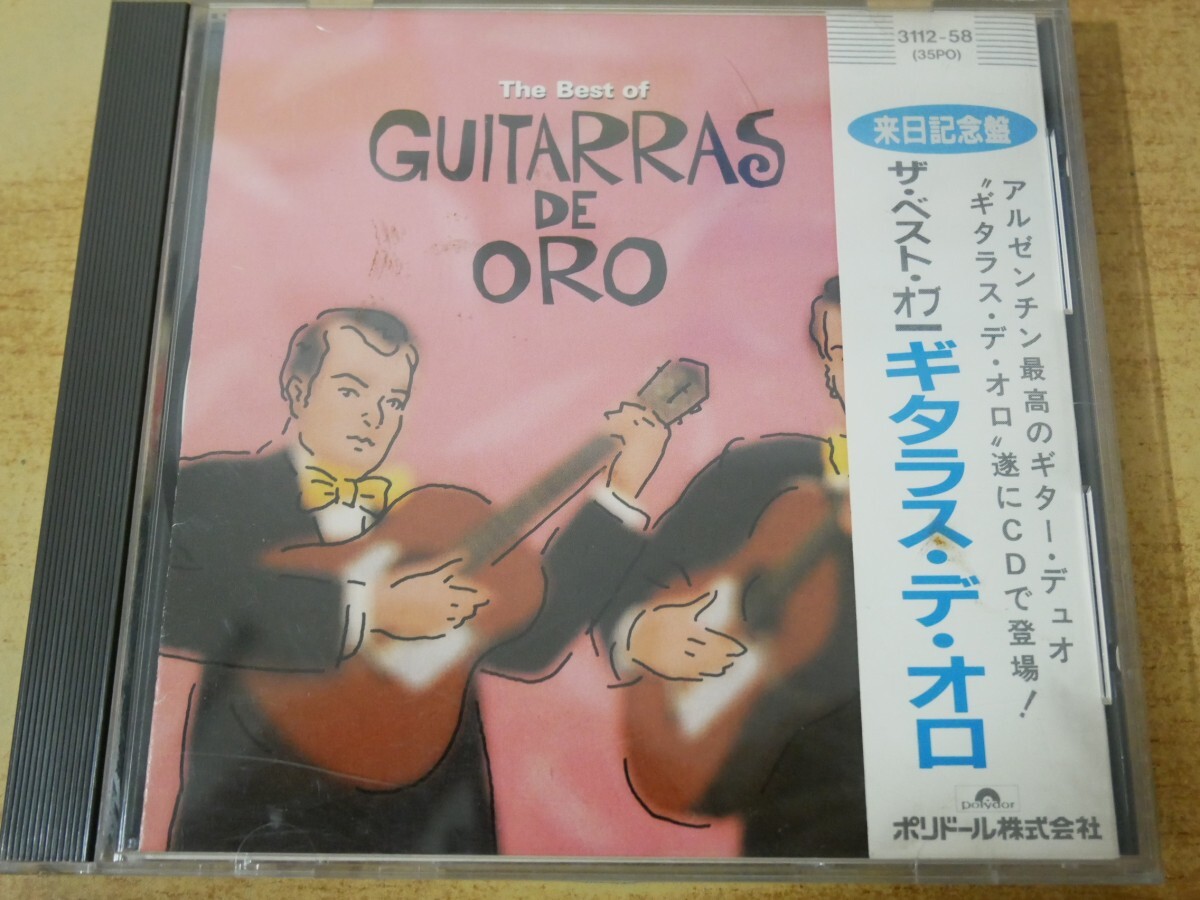 The Best of
GUITARRAS
DE
ORO
3112-58
(35PO)
来日記念盤
アルゼンチン最高のギター・デュオ
“ギタラス・デ・オロ”遂にCDで登場!
ザ・ベスト・オブ ギタラス・デ・オロ
polydor
ポリドール株式会社